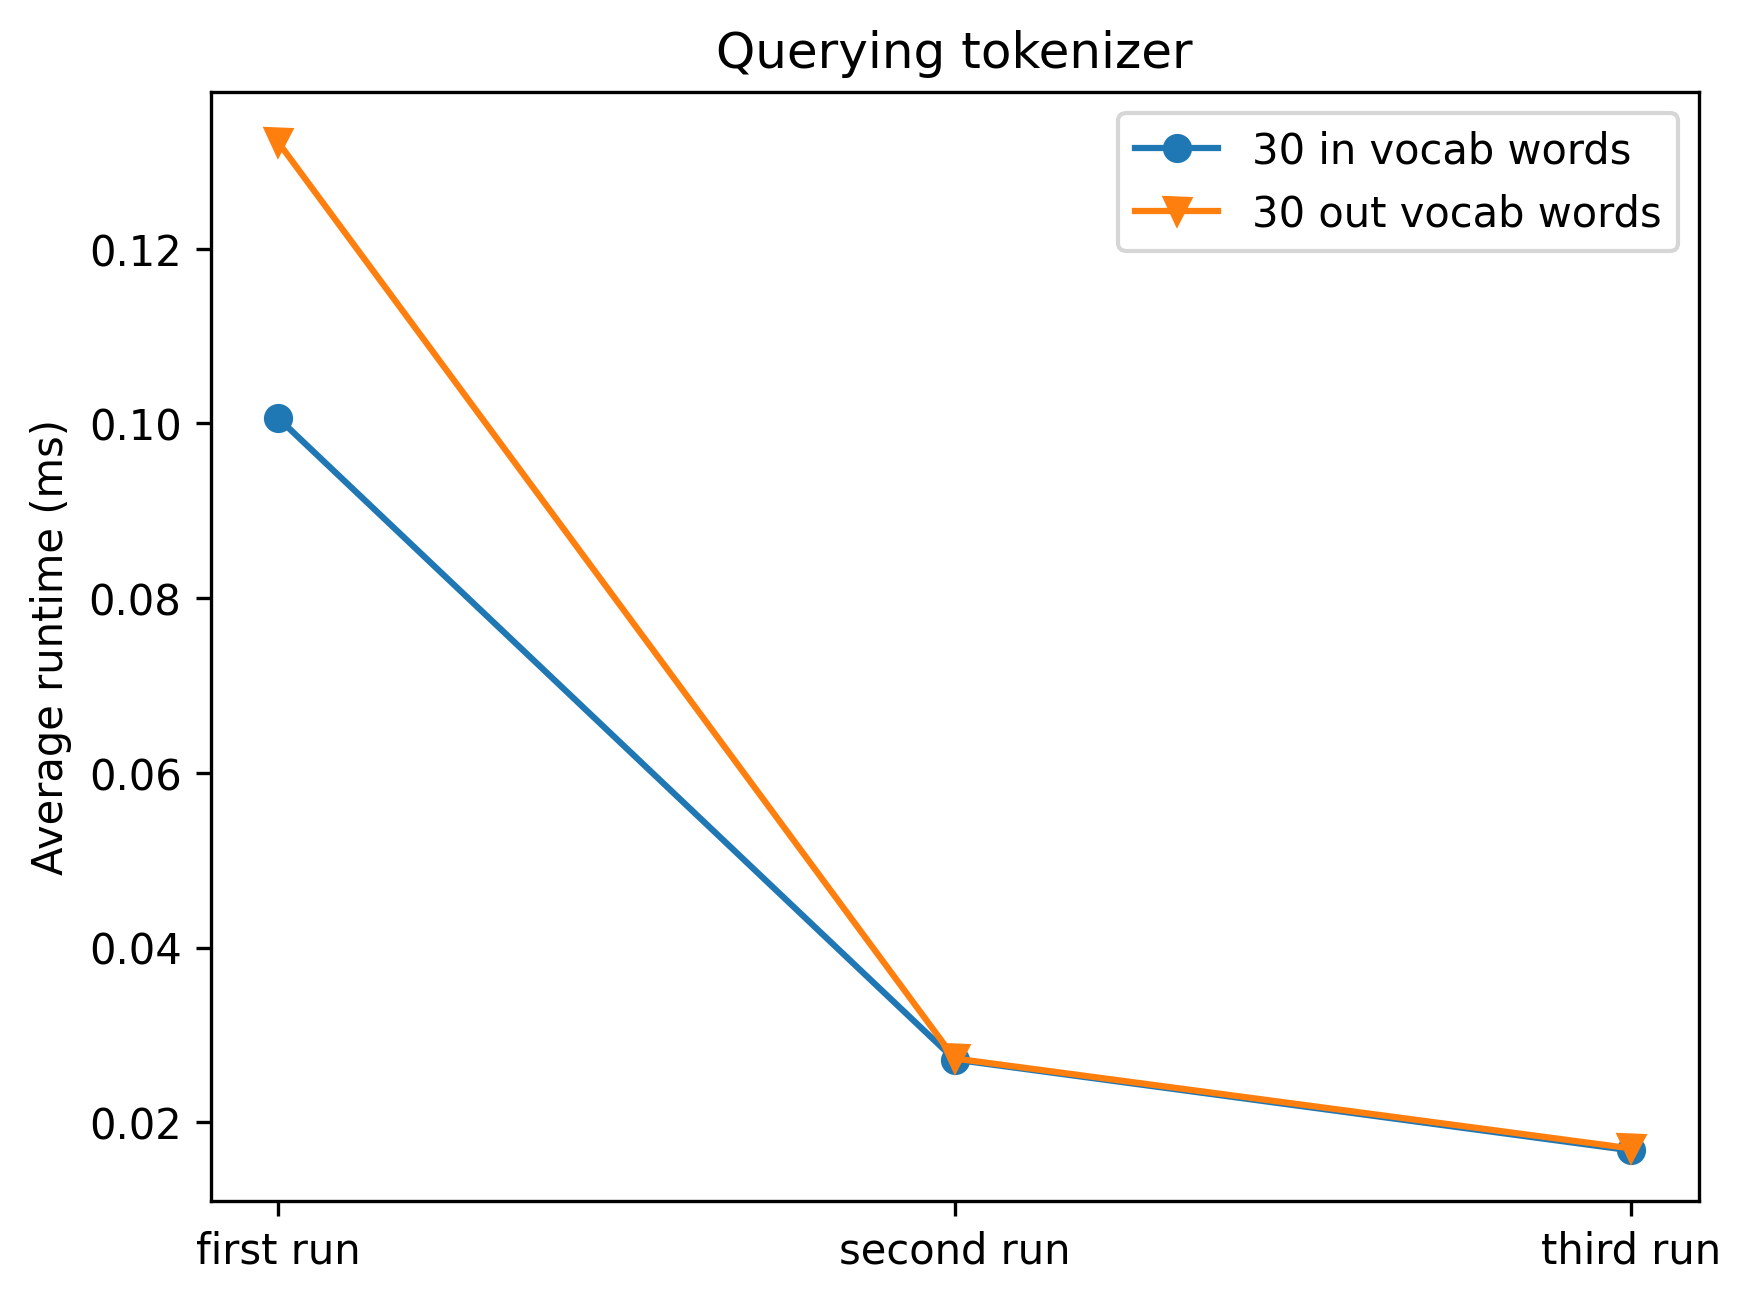 Querying tokenizer
30 in vocab words
30 out vocab words
Average runtime (ms)
0.12
0.10
0.08
0.06
0.04
0.02
first run
second run
third run